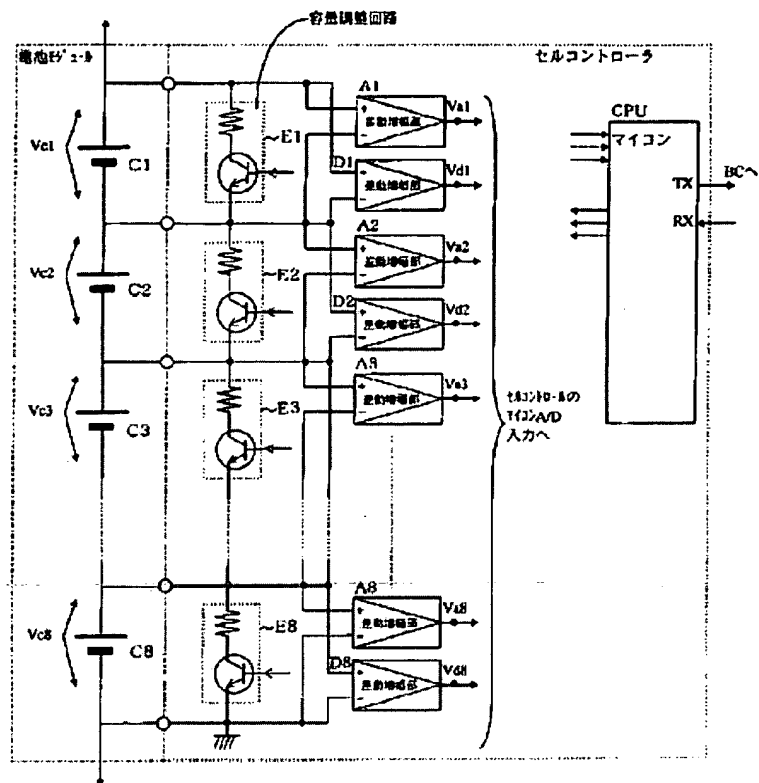 容量調整回路
電池モジュール
セルコントローラ
Vc1
C1
E1
A1
差動増幅部
Va1
D1
差動増幅部
Vd1
CPU
マイコン
TX
BCへ
RX
Vc2
C2
E2
A2
差動増幅部
Va2
D2
差動増幅部
Vd2
Vc3
C3
E3
A3
差動増幅部
Va3
セルコントロールの
マイコンA/D
入力へ
Vc8
C8
E8
A8
差動増幅部
Va8
D8
差動増幅部
Vd8